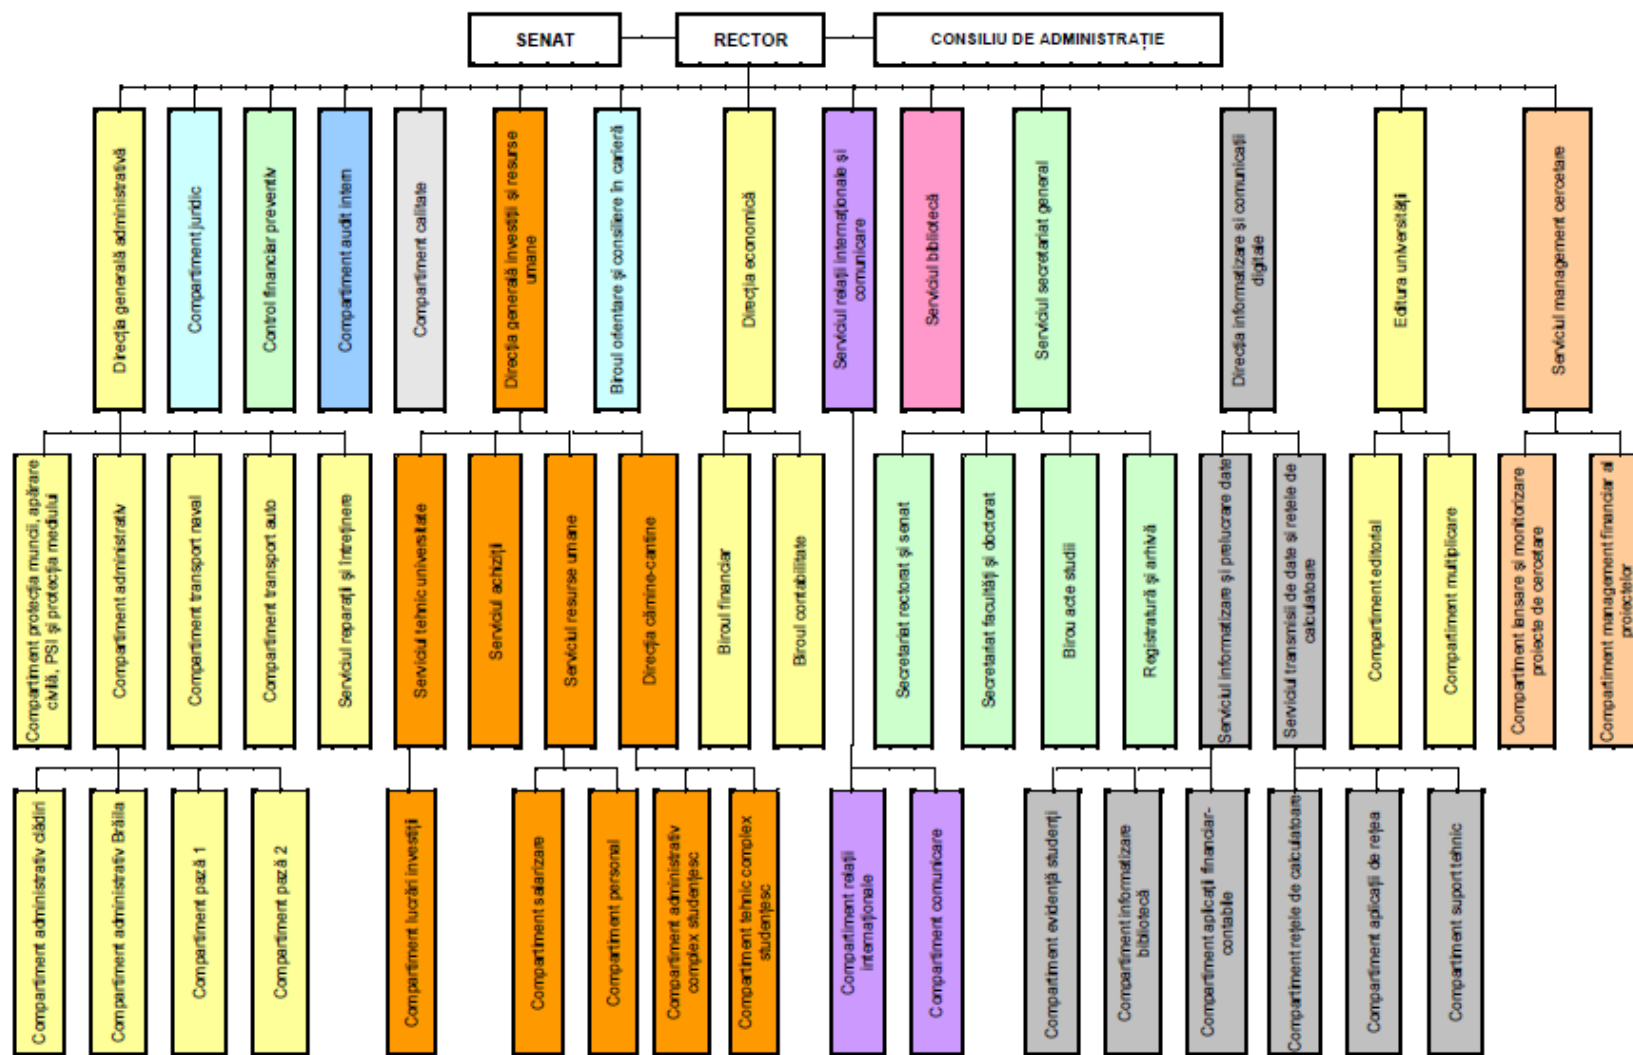 SENAT
RECTOR
CONSILIU DE ADMINISTRAȚIE
Direcția generală administrativă
Compartiment juridic
Control financiar preventiv
Compartiment audit intern
Compartiment calitate
Direcția generală investiții și resurse
umane
Biroul orientare și consiliere în carieră
Direcția economică
Serviciul relații internaționale și
comunicare
Serviciul bibliotecă
Serviciul secretariat general
Direcția informatizare și comunicații
digitale
Editura universității
Serviciul management cercetare
Compartiment protecția muncii, apărare
civilă, PSI și protecția mediului
Compartiment administrativ
Compartiment transport naval
Compartiment transport auto
Serviciul reparații și întreținere
Serviciul tehnic universitate
Serviciul achiziții
Serviciul resurse umane
Direcția cămine-cantine
Biroul financiar
Biroul contabilitate
Secretariat rectorat și senat
Secretariat facultăți și doctorat
Birou acte studii
Registratură și arhivă
Serviciul informatizare și prelucrare date
Serviciul transmisii de date și rețele de
calculatoare
Compartiment editorial
Compartiment multiplicare
Compartiment lansare și monitorizare
proiecte de cercetare
Compartiment management financiar al
proiectelor
Compartiment administrativ clădiri
Compartiment administrativ Brăila
Compartiment pază 1
Compartiment pază 2
Compartiment lucrări investiții
Compartiment salarizare
Compartiment personal
Compartiment administrativ
complex studențesc
Compartiment tehnic complex
studențesc
Compartiment relații
internaționale
Compartiment comunicare
Compartiment evidență studenți
Compartiment informatizare
bibliotecă
Compartiment aplicații financiar-
contabile
Compartiment rețele de calculatoare
Compartiment aplicații de rețea
Compartiment suport tehnic